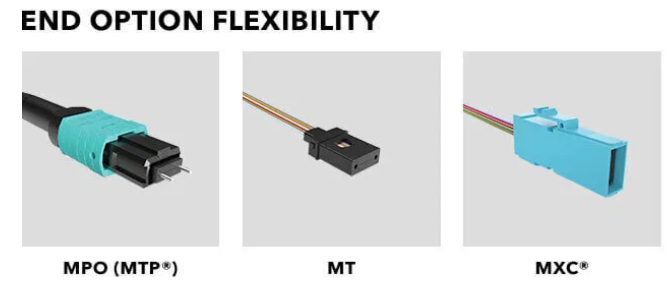 END OPTION FLEXIBILITY
MPO (MTP®)
MT
MXC®